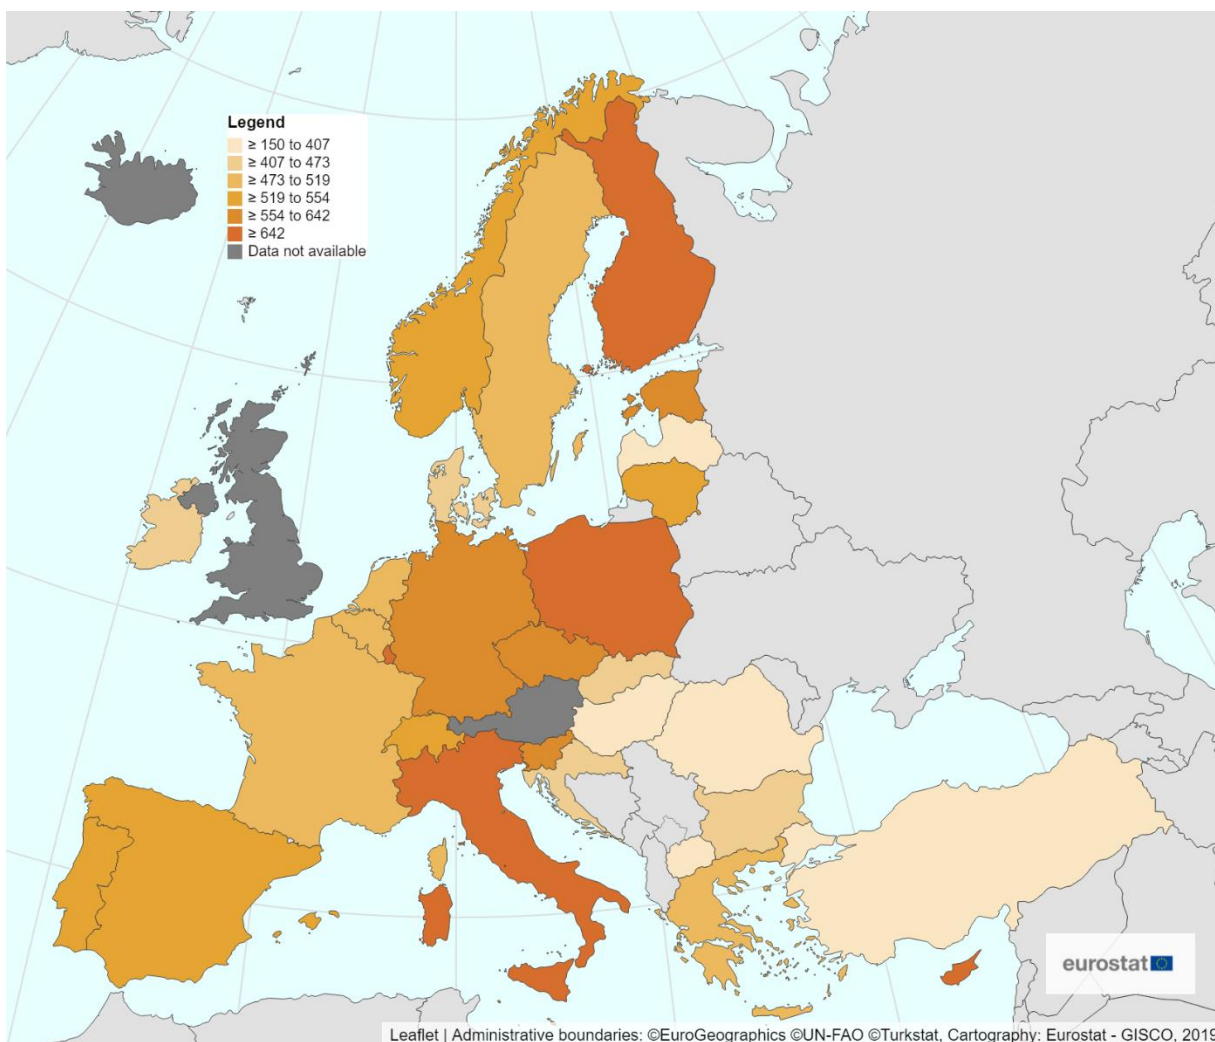 Legend
≥ 150 to 407
≥ 407 to 473
≥ 473 to 519
≥ 519 to 554
≥ 554 to 642
≥ 642
Data not available
eurostat
Leaflet | Administrative boundaries: ©EuroGeographics ©UN-FAO ©Turkstat, Cartography: Eurostat - GISCO, 2019